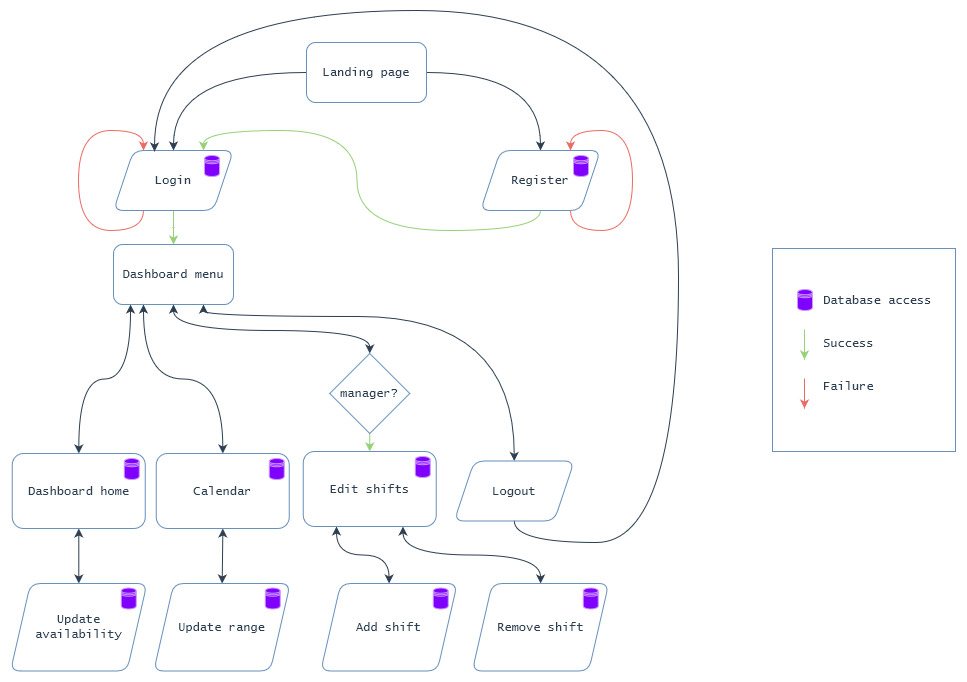 Landing page
Login
Register
Dashboard menu
Database access
Success
Failure
manager?
Dashboard home
Calendar
Edit shifts
Logout
Update
availability
Update range
Add shift
Remove shift